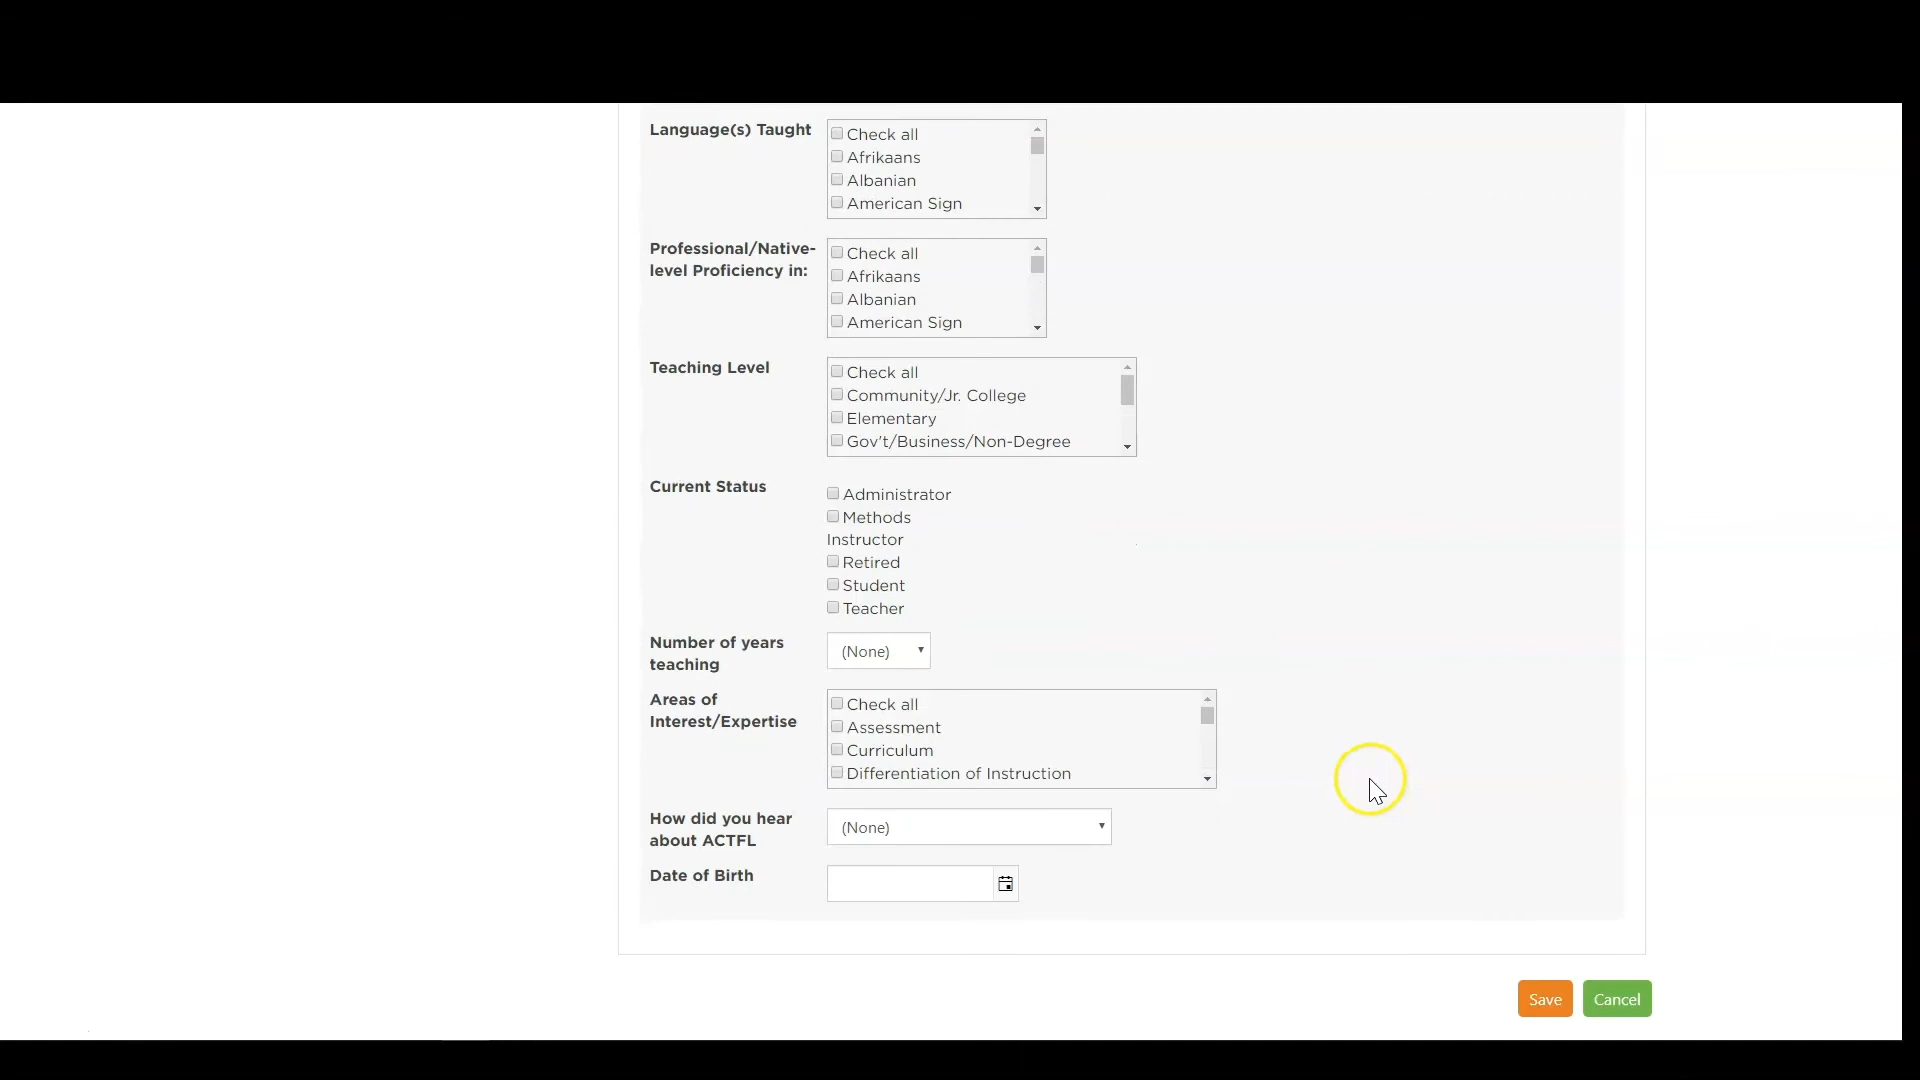 Language(s) Taught
Check all
Afrikaans
Albanian
American Sign
Professional/Native-
level Proficiency in:
Check all
Afrikaans
Albanian
American Sign
Teaching Level
Check all
Community/Jr. College
Elementary
Gov't/Business/Non-Degree
Current Status
Administrator
Methods
Instructor
Retired
Student
Teacher
Number of years
teaching
(None)
Areas of
Interest/Expertise
Check all
Assessment
Curriculum
Differentiation of Instruction
How did you hear
about ACTFL
(None)
Date of Birth
Save Cancel